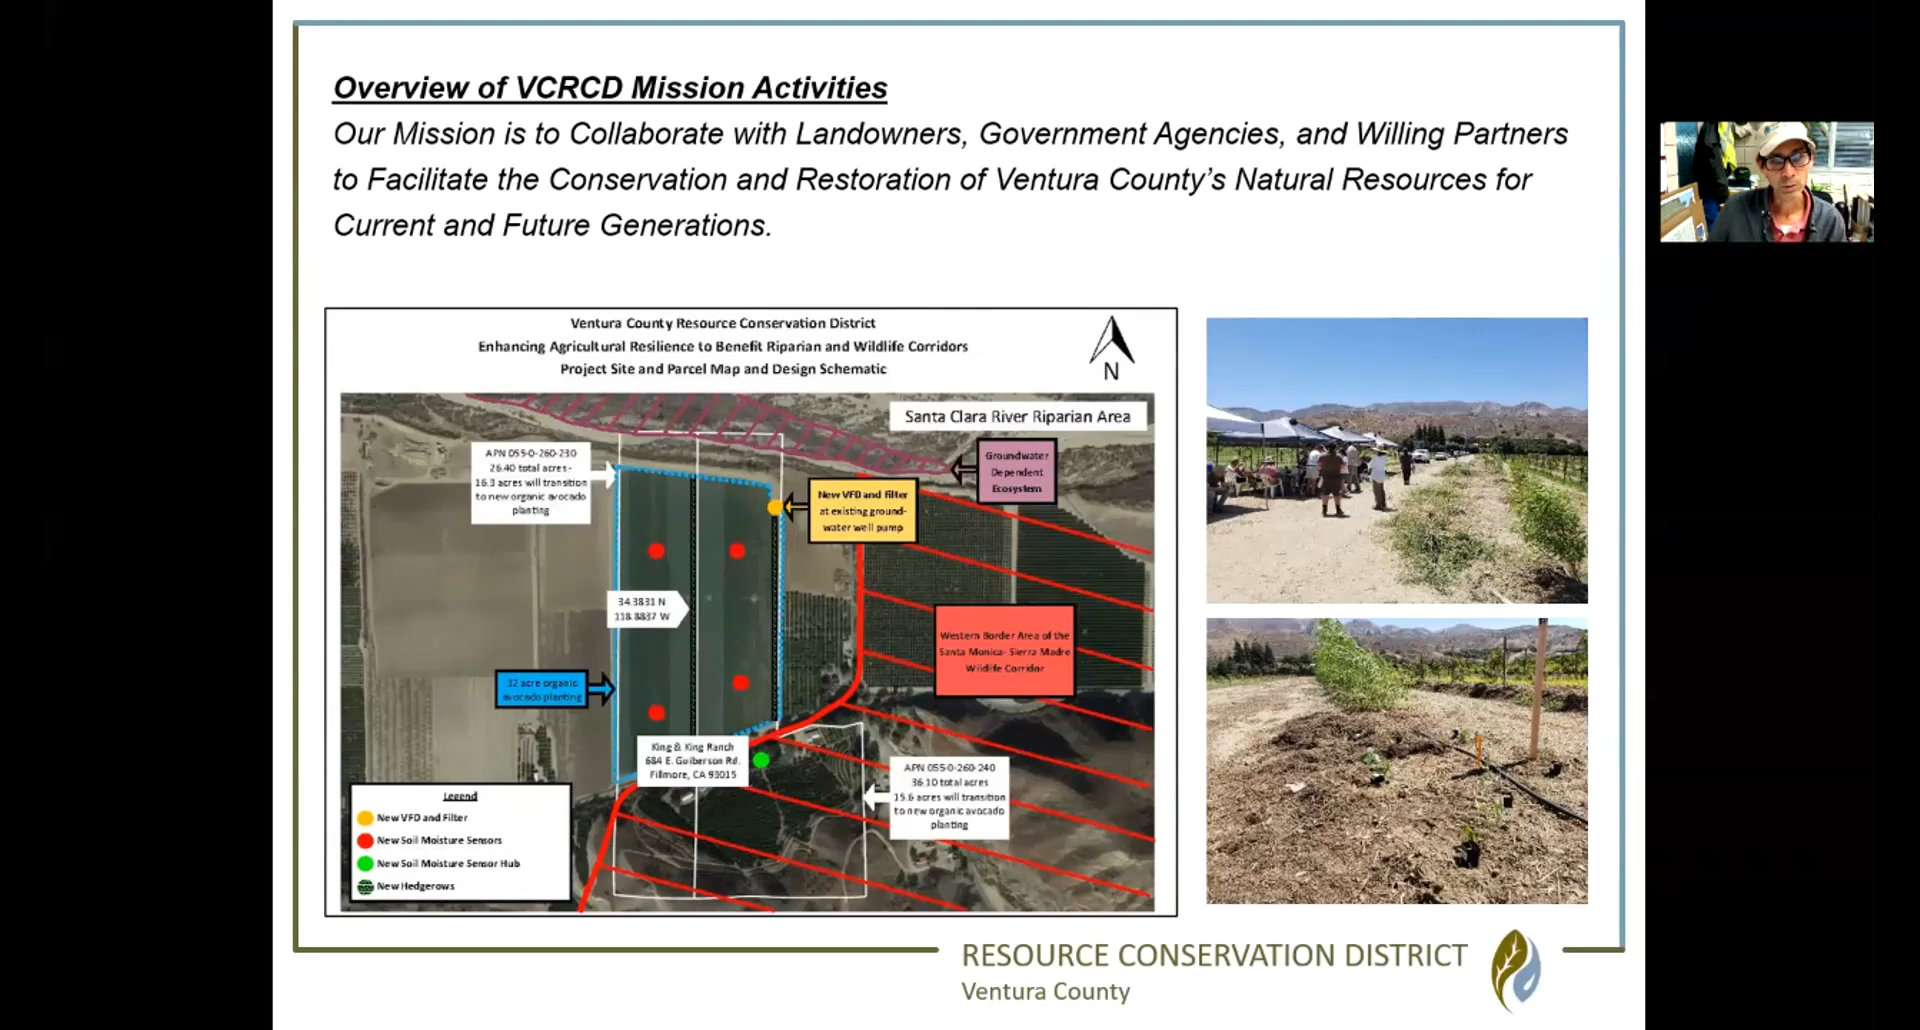 Overview of VCRCD Mission Activities
Our Mission is to Collaborate with Landowners, Government Agencies, and Willing Partners
to Facilitate the Conservation and Restoration of Ventura County's Natural Resources for
Current and Future Generations.
Ventura County Resource Conservation District
Enhancing Agricultural Resilience to Benefit Riparian and Wildlife Corridors
Project Site and Parcel Map and Design Schematic
N
Santa Clara River Riparian Area
APN 055-0-260-230
26.40 total acres -
16.3 acres will transition
to new organic avocado
planting
Groundwater
Dependent
Ecosystem
New VFD and Filter
at existing ground-
water well pump
34.3831 N
118.8837 W
Western Border Area of the
Santa Monica- Sierra Madre
Wildlife Corridor
32 acre organic
avocado planting
King & King Ranch
684 E. Guiberson Rd.
Fillmore, CA 93015
APN 055-0-260-240
36.10 total acres
15.6 acres will transition
to new organic avocado
planting
Legend
New VFD and Filter
New Soil Moisture Sensors
New Soil Moisture Sensor Hub
New Hedgerows
RESOURCE CONSERVATION DISTRICT
Ventura County